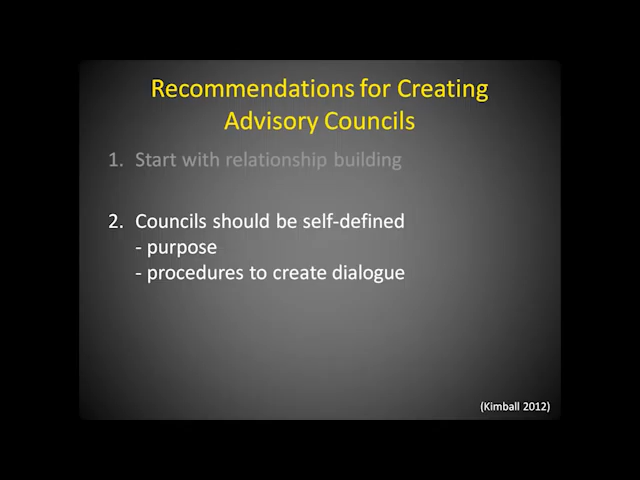 Recommendations for Creating
Advisory Councils
1. Start with relationship building
2. Councils should be self-defined
- purpose
- procedures to create dialogue
(Kimball 2012)